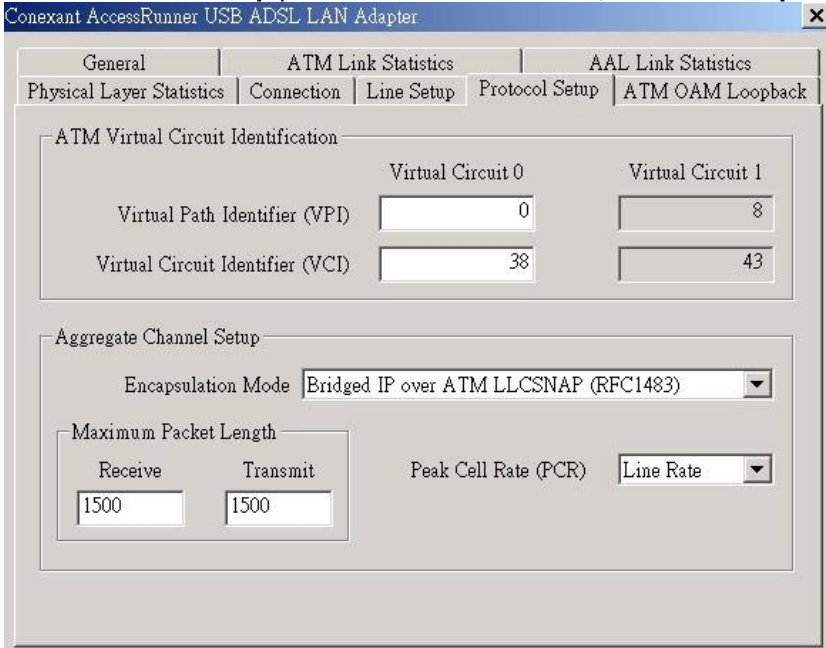 Conexant AccessRunner USB ADSL LAN Adapter
General ATM Link Statistics AAL Link Statistics
Physical Layer Statistics Connection Line Setup Protocol Setup ATM OAM Loopback
ATM Virtual Circuit Identification
Virtual Circuit 0 Virtual Circuit 1
Virtual Path Identifier (VPI) 0 8
Virtual Circuit Identifier (VCI) 38 43
Aggregate Channel Setup
Encapsulation Mode Bridged IP over ATM LLCSNAP (RFC1483)
Maximum Packet Length
Receive Transmit Peak Cell Rate (PCR) Line Rate
1500 1500